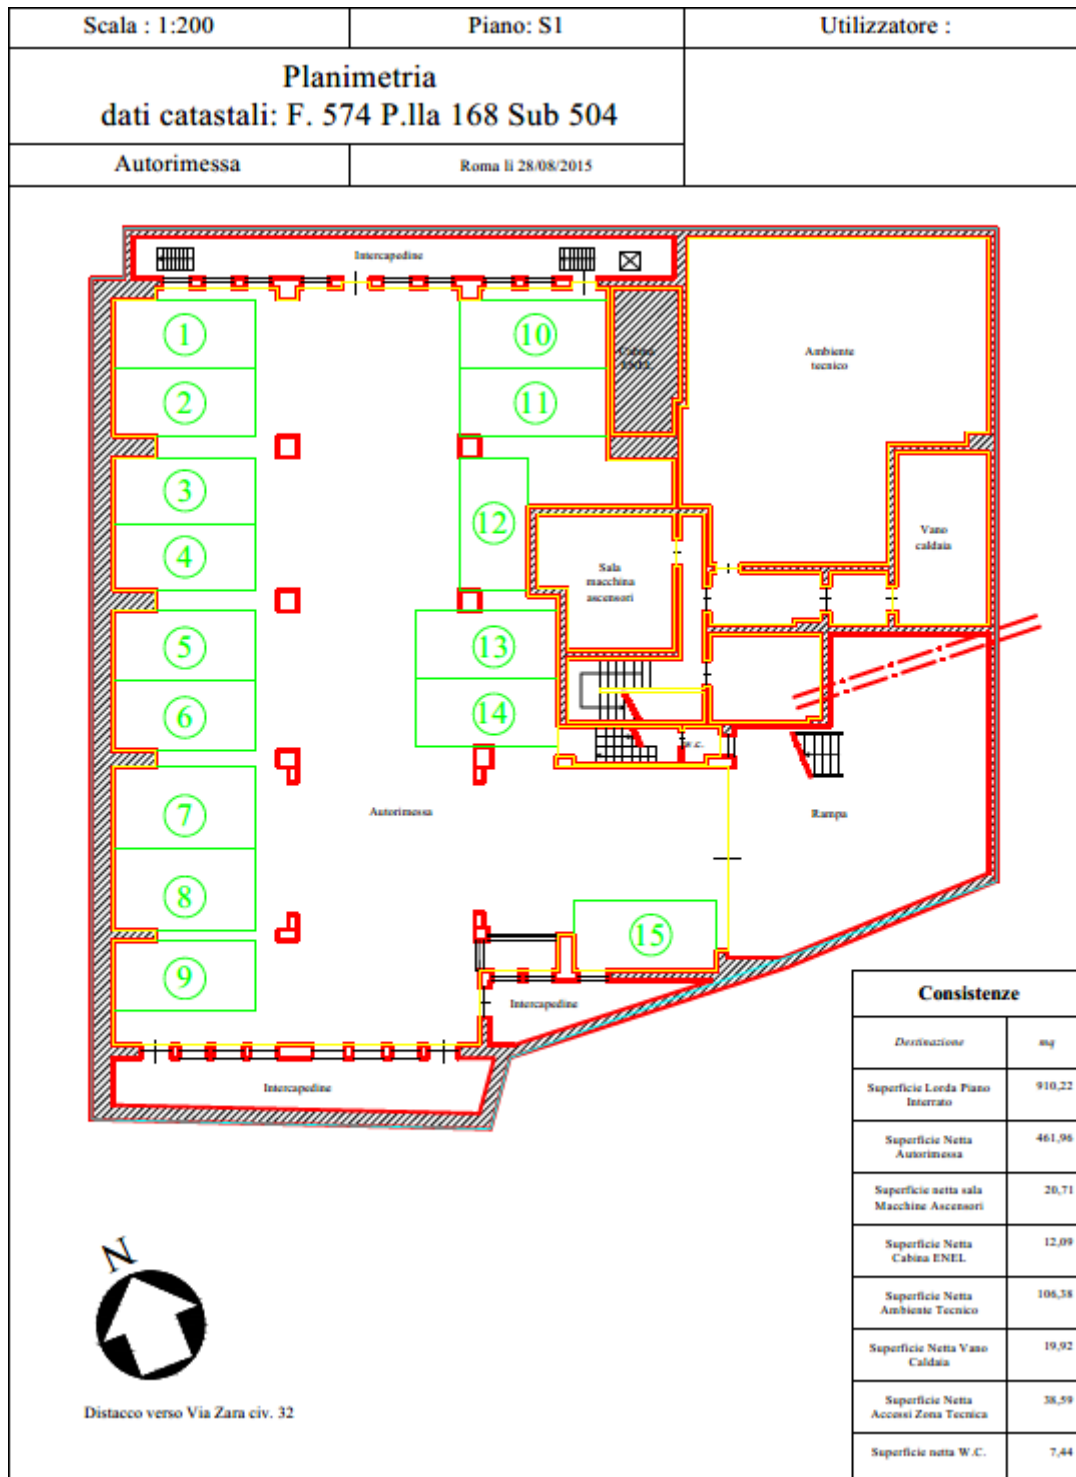 Scala : 1:200
Piano: S1
Utilizzatore :
Planimetria
dati catastali: F. 574 P.lla 168 Sub 504
Autorimessa
Roma li 28/08/2015
Intercapedine
1
10
Cabina
ENEL
Ambiente
tecnico
2
11
3
12
4
Vano
caldaia
Sala
macchina
ascensori
5
13
6
14
W.C.
7
Autorimessa
Rampa
8
15
9
Intercapedine
Intercapedine
Consistenze
Destinazione
mq
Superficie Lorda Piano
Interrato
910,22
Superficie Netta
Autorimessa
461,96
Superficie netta sala
Macchine Ascensori
20,71
Superficie Netta
Cabina ENEL
12,09
Superficie Netta
Ambiente Tecnico
106,38
Superficie Netta Vano
Caldaia
19,92
Superficie Netta
Accessi Zona Tecnica
38,59
Superficie netta W.C.
7,44
N
Distacco verso Via Zara civ. 32